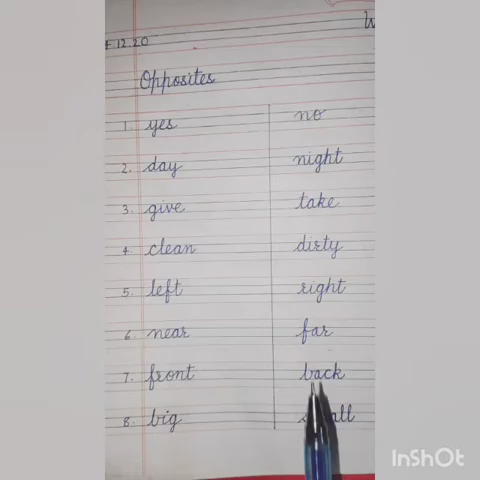 12.20
Opposites
1. yes no
2. day night
3. give take
4. clean dirty
5. left right
6. near far
7. front back
8. big
InShOt